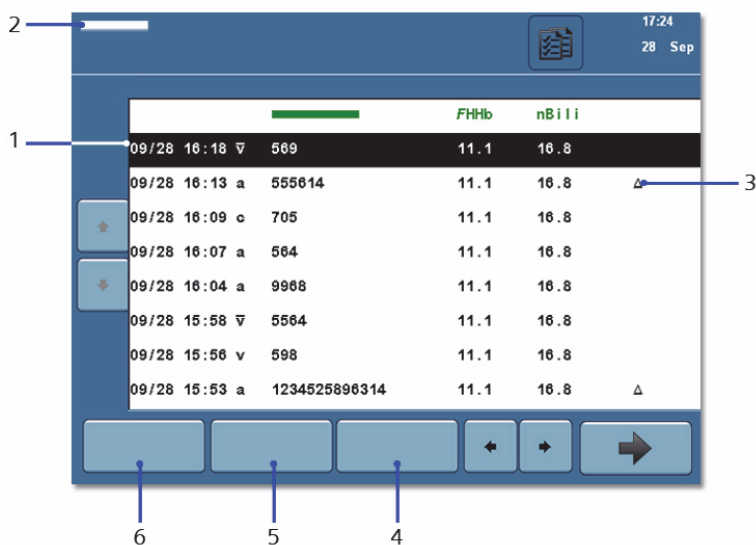 2
17:24
28 Sep
FHHb nBili
1
09/28 16:18 v̅ 569 11.1 16.8
09/28 16:13 a 555614 11.1 16.8 Δ
3
09/28 16:09 c 705 11.1 16.8
09/28 16:07 a 564 11.1 16.8
09/28 16:04 a 9968 11.1 16.8
09/28 15:58 v̅ 5564 11.1 16.8
09/28 15:56 v 598 11.1 16.8
09/28 15:53 a 1234525896314 11.1 16.8 Δ
6 5 4